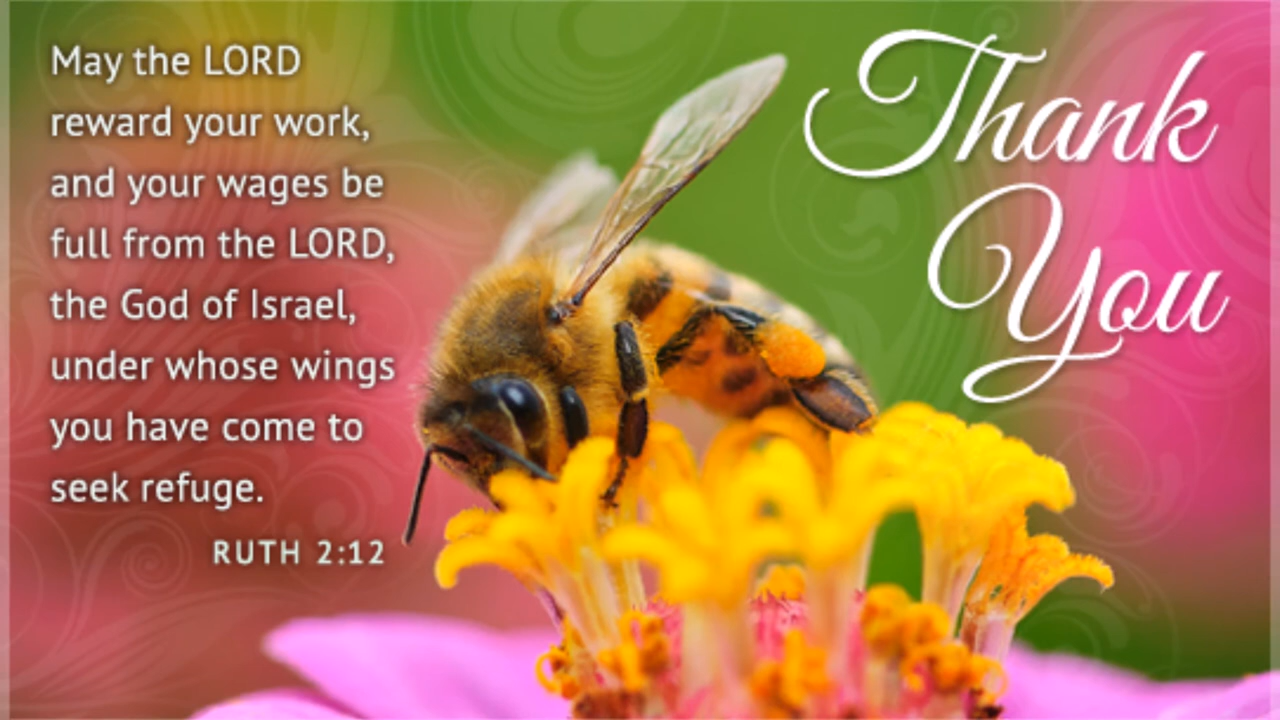 May the LORD
reward your work,
and your wages be
full from the LORD,
the God of Israel,
under whose wings
you have come to
seek refuge.
RUTH 2:12
Thank
You